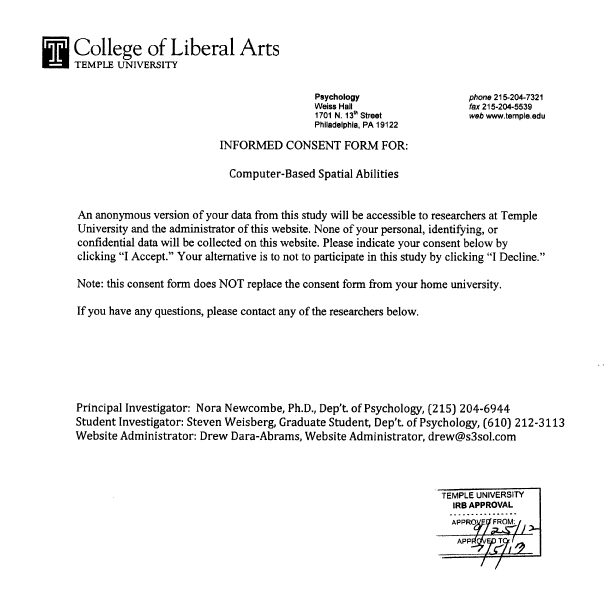 T College of Liberal Arts
TEMPLE UNIVERSITY
Psychology
Weiss Hall
1701 N. 13th Street
Philadelphia, PA 19122
phone 215-204-7321
fax 215-204-5539
web www.temple.edu
INFORMED CONSENT FORM FOR:
Computer-Based Spatial Abilities
An anonymous version of your data from this study will be accessible to researchers at Temple
University and the administrator of this website. None of your personal, identifying, or
confidential data will be collected on this website. Please indicate your consent below by
clicking “I Accept.” Your alternative is to not to participate in this study by clicking “I Decline.”
Note: this consent form does NOT replace the consent form from your home university.
If you have any questions, please contact any of the researchers below.
Principal Investigator: Nora Newcombe, Ph.D., Dep't. of Psychology, (215) 204-6944
Student Investigator: Steven Weisberg, Graduate Student, Dep't. of Psychology, (610) 212-3113
Website Administrator: Drew Dara-Abrams, Website Administrator, drew@s3sol.com
TEMPLE UNIVERSITY
IRB APPROVAL
APPROVED FROM:
9/25/12
APPROVED TO:
7/5/13